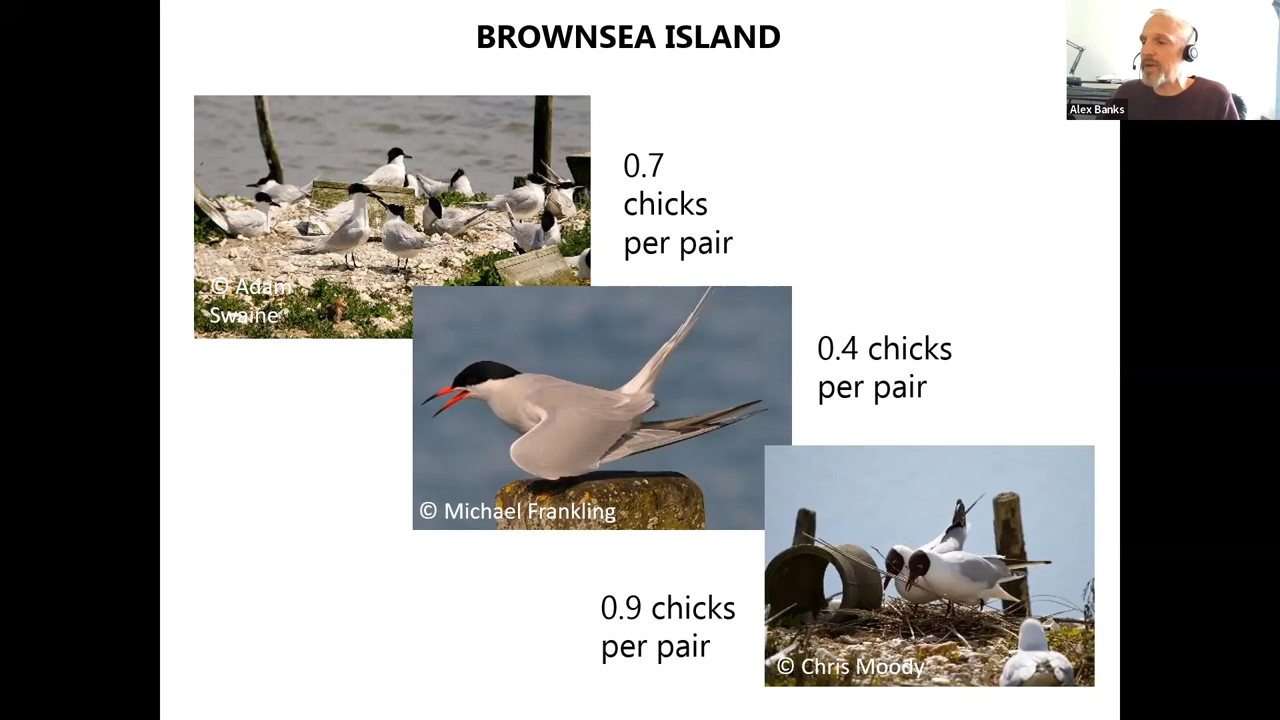 BROWNSEA ISLAND
Alex Banks
0.7
chicks
per pair
© Adam
Swaine
0.4 chicks
per pair
© Michael Frankling
0.9 chicks
per pair
© Chris Moody